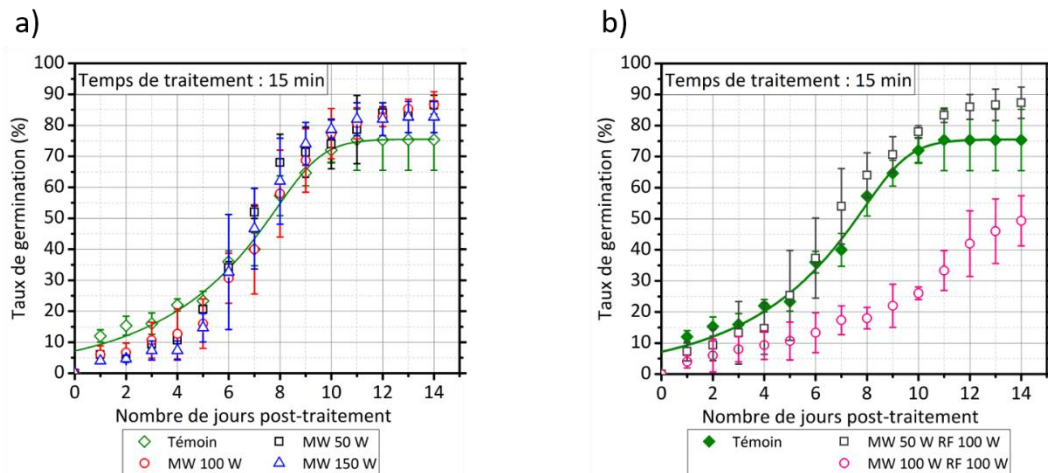 a)
Temps de traitement : 15 min
Taux de germination (%)
100
90
80
70
60
50
40
30
20
10
0
0 2 4 6 8 10 12 14
Nombre de jours post-traitement
Témoin MW 50 W
MW 100 W MW 150 W
b)
Temps de traitement : 15 min
Taux de germination (%)
100
90
80
70
60
50
40
30
20
10
0
0 2 4 6 8 10 12 14
Nombre de jours post-traitement
Témoin MW 50 W RF 100 W
MW 100 W RF 100 W